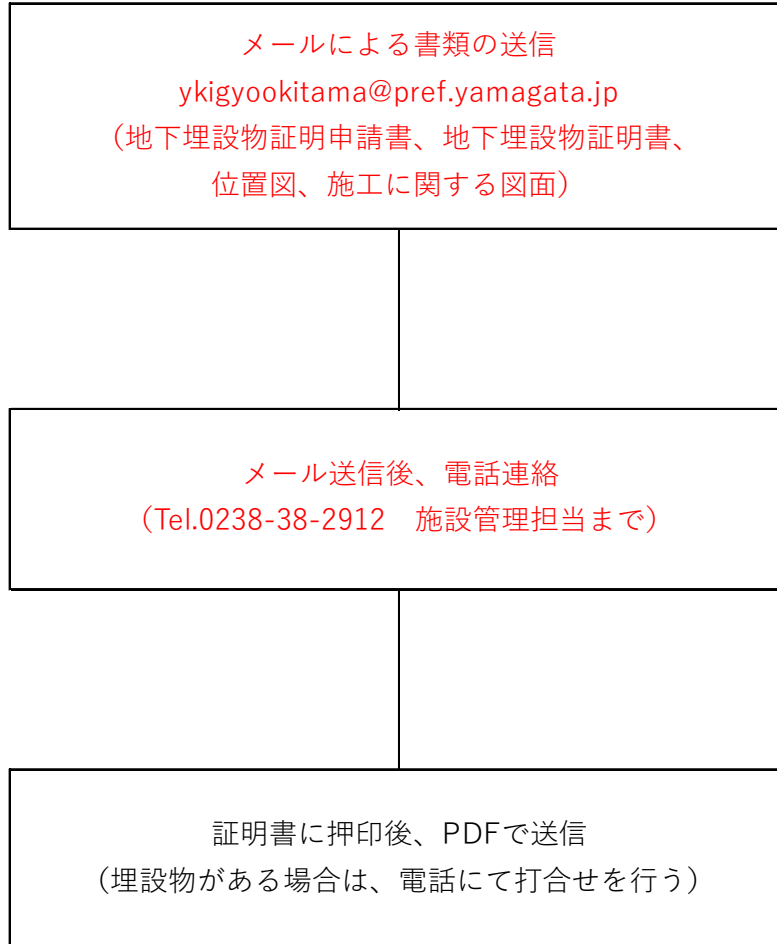 メールによる書類の送信
ykigyookitama@pref.yamagata.jp
（地下埋設物証明申請書、地下埋設物証明書、
位置図、施工に関する図面）
メール送信後、電話連絡
（Tel.0238-38-2912　施設管理担当まで）
証明書に押印後、PDFで送信
（埋設物がある場合は、電話にて打合せを行う）